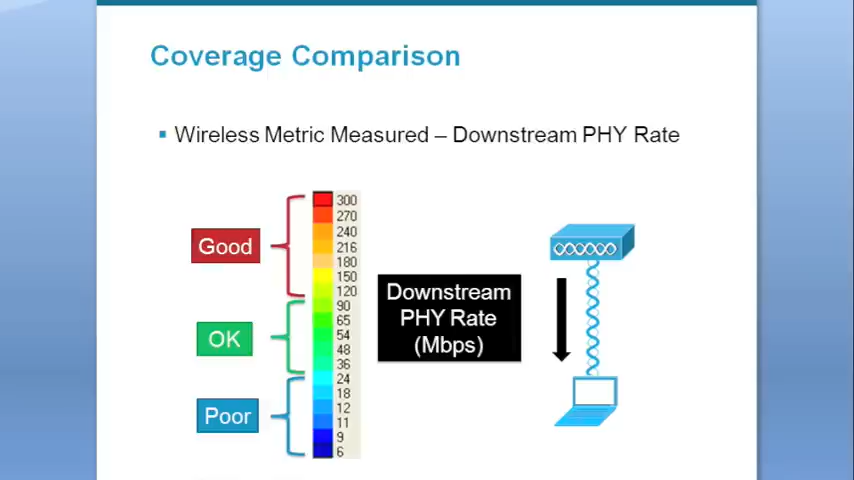 Coverage Comparison
Wireless Metric Measured – Downstream PHY Rate
Good
OK
Poor
300
270
240
216
180
150
120
90
65
54
48
36
24
18
12
11
9
6
Downstream
PHY Rate
(Mbps)